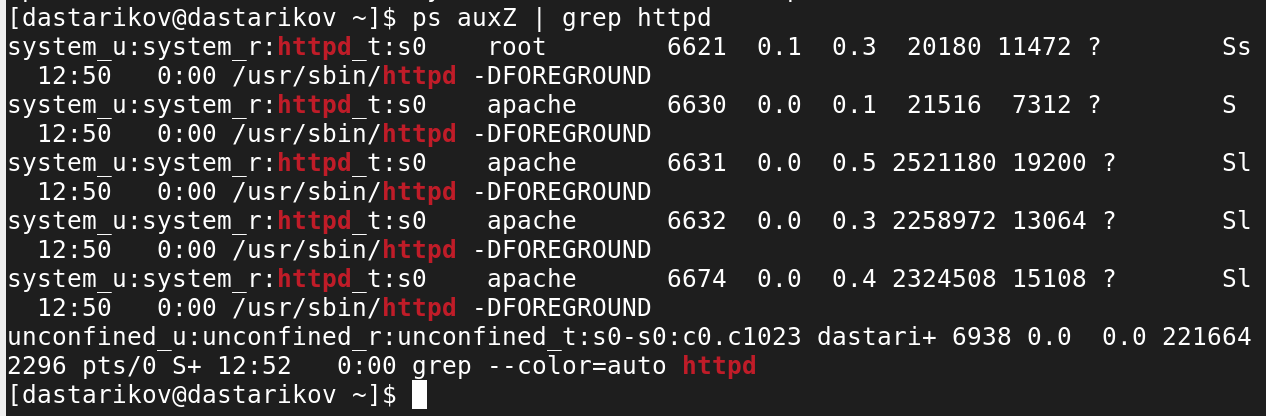 [dastarikov@dastarikov ~]$ ps auxZ | grep httpd
system_u:system_r:httpd_t:s0    root        6621  0.1  0.3  20180 11472 ?       Ss
  12:50   0:00 /usr/sbin/httpd -DFOREGROUND
system_u:system_r:httpd_t:s0    apache      6630  0.0  0.1  21516  7312 ?       S
  12:50   0:00 /usr/sbin/httpd -DFOREGROUND
system_u:system_r:httpd_t:s0    apache      6631  0.0  0.5 2521180 19200 ?       Sl
  12:50   0:00 /usr/sbin/httpd -DFOREGROUND
system_u:system_r:httpd_t:s0    apache      6632  0.0  0.3 2258972 13064 ?       Sl
  12:50   0:00 /usr/sbin/httpd -DFOREGROUND
system_u:system_r:httpd_t:s0    apache      6674  0.0  0.4 2324508 15108 ?       Sl
  12:50   0:00 /usr/sbin/httpd -DFOREGROUND
unconfined_u:unconfined_r:unconfined_t:s0-s0:c0.c1023 dastari+ 6938 0.0  0.0 221664
2296 pts/0 S+ 12:52   0:00 grep --color=auto httpd
[dastarikov@dastarikov ~]$